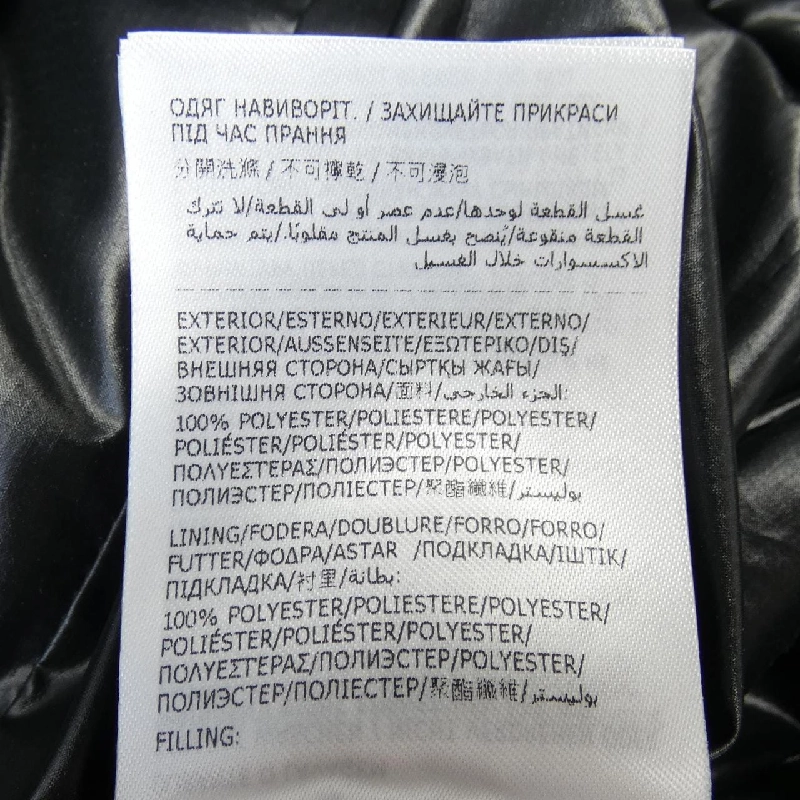 ОДЯГ НАВИВОРІТ. / ЗАХИЩАЙТЕ ПРИКРАСИ
ПІД ЧАС ПРАННЯ
分開洗滌 / 不可擰乾 / 不可浸泡
غسل القطعة لوحدها/عدم عصر أو لي القطعة/لا تترك
القطعة منقوعة/يُنصح بغسل المنتج مقلوبًا./يتم حماية
الاكسسوارات خلال الغسيل
EXTERIOR/ESTERNO/EXTERIEUR/EXTERNO/
EXTERIOR/AUSSENSEITE/ΕΞΩΤΕΡΙΚΟ/DIŞ/
ВНЕШНЯЯ СТОРОНА/СЫРТҚЫ ЖАҒЫ/
ЗОВНІШНЯ СТОРОНА/面料/الجزء الخارجي:
100% POLYESTER/POLIESTERE/POLYESTER/
POLIÉSTER/POLIÉSTER/POLYESTER/
ΠΟΛΥΕΣΤΕΡΑΣ/ПОЛИЭСТЕР/POLYESTER/
ПОЛИЭСТЕР/ПОЛІЕСТЕР/聚酯纖維/بوليستر
LINING/FODERA/DOUBLURE/FORRO/FORRO/
FUTTER/ΦΟΔΡΑ/ASTAR /ПОДКЛАДКА/ІШТІК/
ПІДКЛАДКА/衬里/بطانة:
100% POLYESTER/POLIESTERE/POLYESTER/
POLIÉSTER/POLIÉSTER/POLYESTER/
ΠΟΛΥΕΣΤΕΡΑΣ/ПОЛИЭСТЕР/POLYESTER/
ПОЛИЭСТЕР/ПОЛІЕСТЕР/聚酯纖維/بوليستر
FILLING: